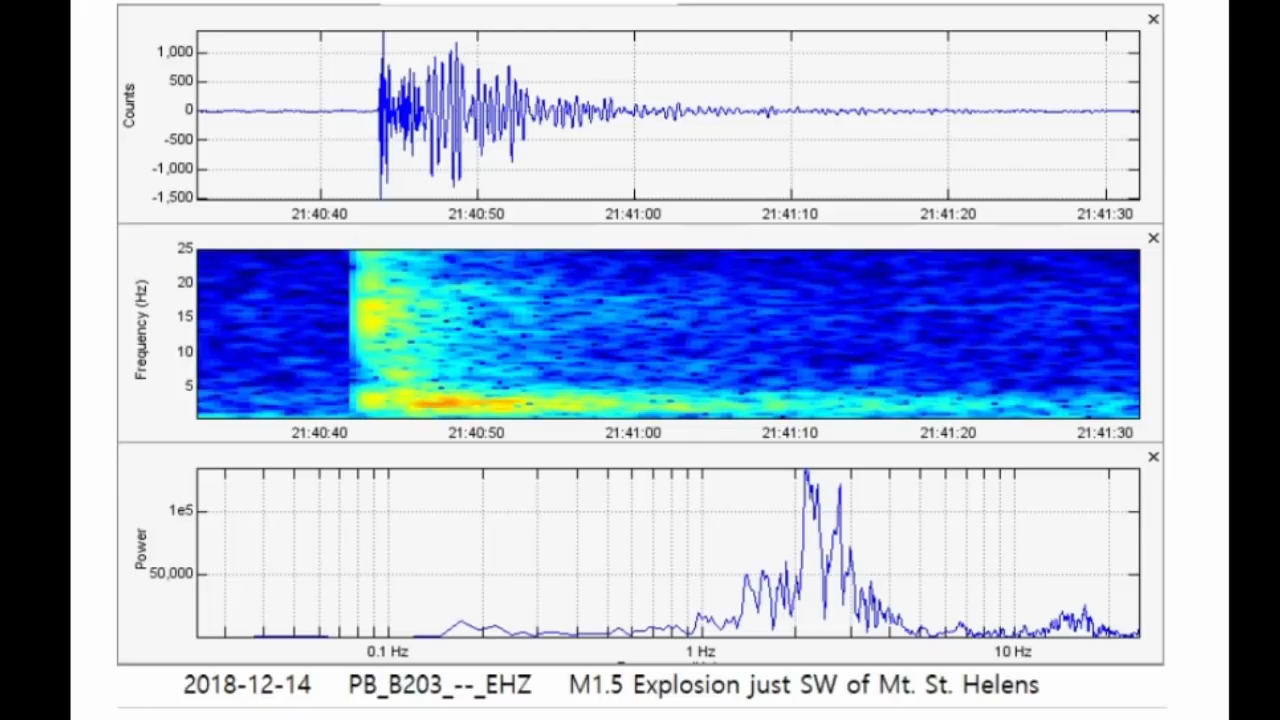 ×
Counts
1,000
500
0
-500
-1,000
-1,500
21:40:40 21:40:50 21:41:00 21:41:10 21:41:20 21:41:30
×
Frequency (Hz)
25
20
15
10
5
21:40:40 21:40:50 21:41:00 21:41:10 21:41:20 21:41:30
×
Power
1e5
50,000
0.1 Hz 1 Hz 10 Hz
2018-12-14 PB_B203_--_EHZ M1.5 Explosion just SW of Mt. St. Helens